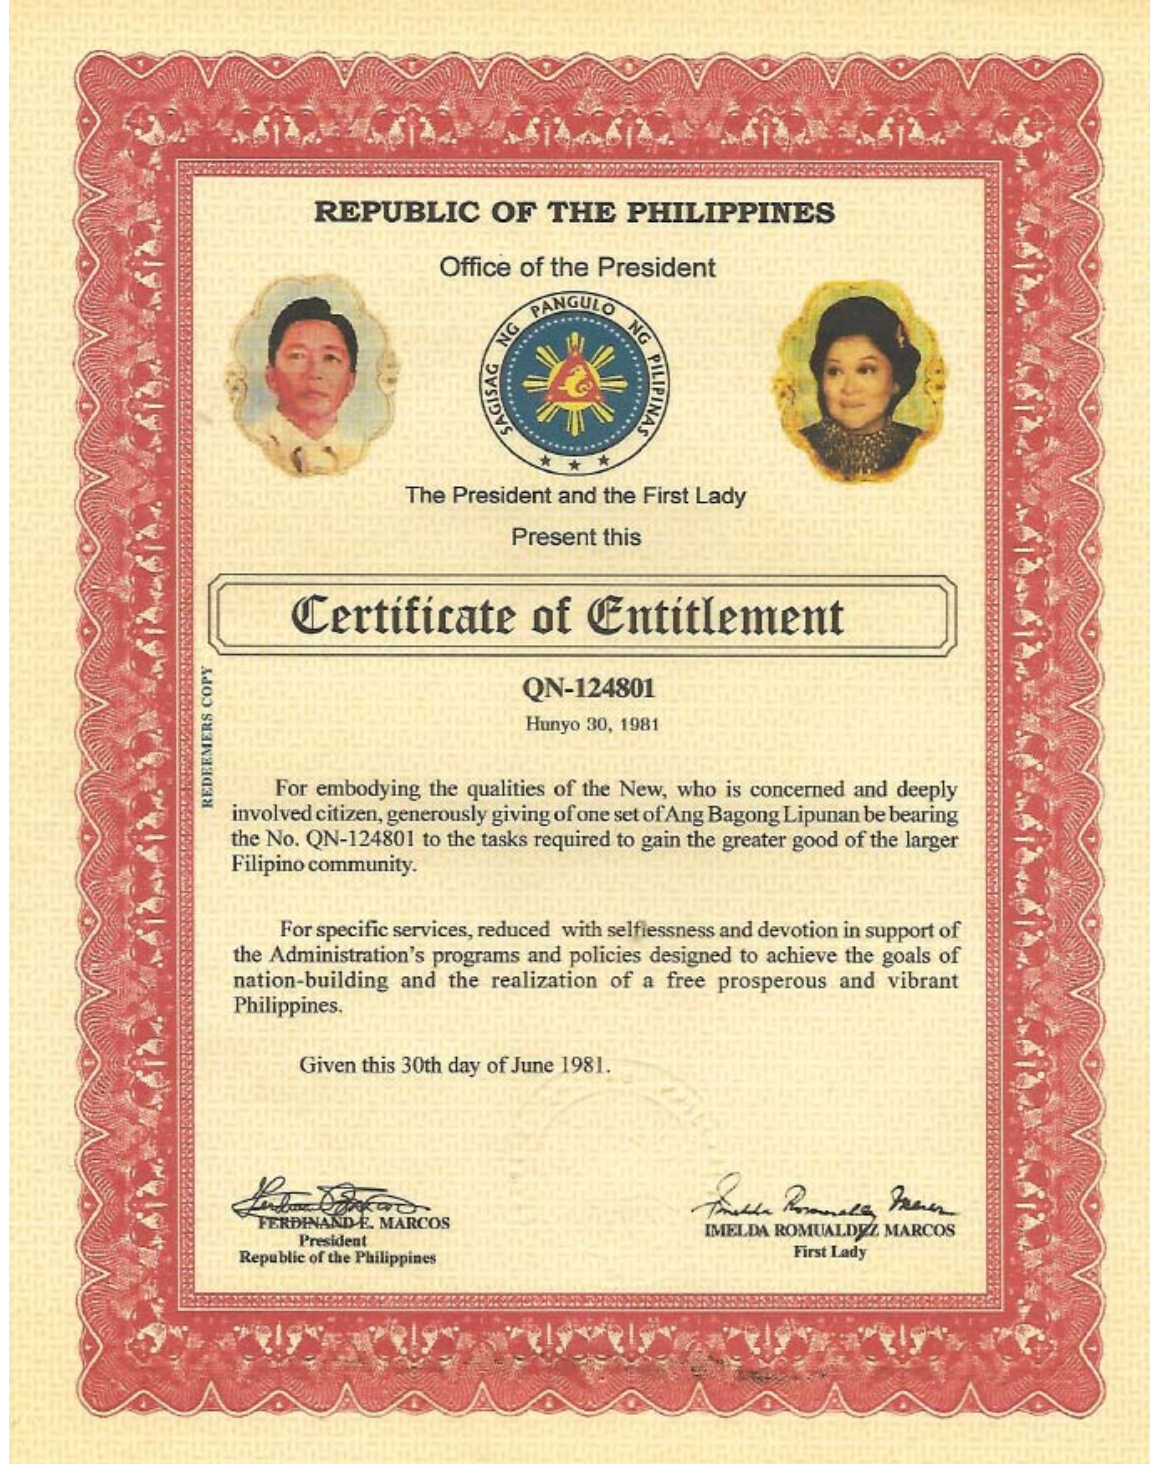 REPUBLIC OF THE PHILIPPINES
Office of the President
SAGISAG NG PANGULO NG PILIPINAS
The President and the First Lady
Present this
Certificate of Entitlement
QN-124801
Hunyo 30, 1981
REDEEMERS COPY
For embodying the qualities of the New, who is concerned and deeply
involved citizen, generously giving of one set of Ang Bagong Lipunan be bearing
the No. QN-124801 to the tasks required to gain the greater good of the larger
Filipino community.
For specific services, reduced with selflessness and devotion in support of
the Administration's programs and policies designed to achieve the goals of
nation-building and the realization of a free prosperous and vibrant
Philippines.
Given this 30th day of June 1981.
FERDINAND E. MARCOS
President
Republic of the Philippines
Imelda Romualdez Marcos
IMELDA ROMUALDEZ MARCOS
First Lady